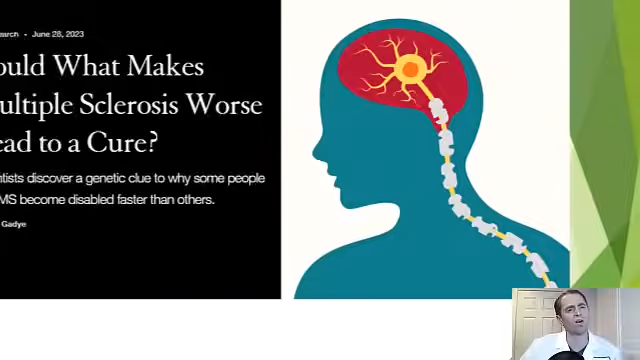 June 28, 2023
What Makes
Sclerosis Worse
to a Cure?
discover a genetic clue to why some people
MS become disabled faster than others.
Gadye